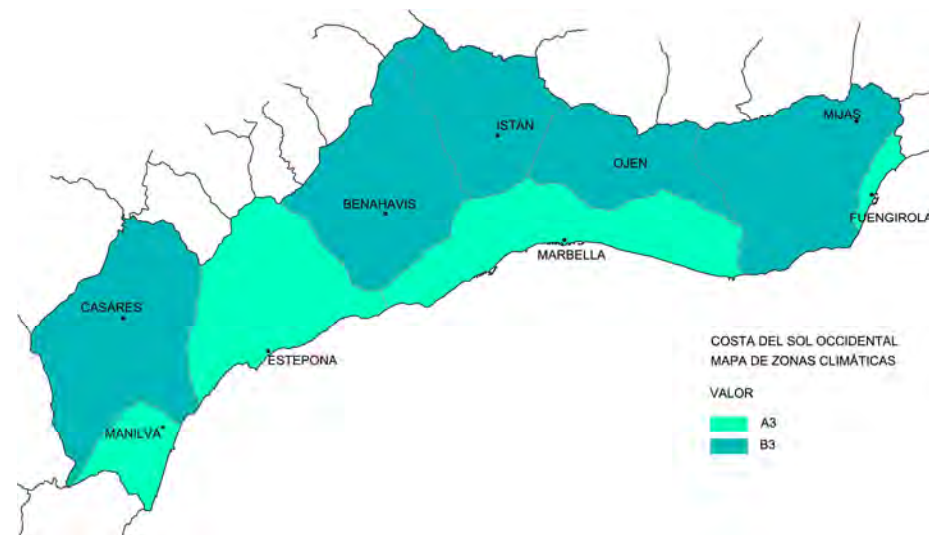 MIJAS
ISTÁN
OJEN
BENAHAVIS
FUENGIROLA
MARBELLA
CASARES
ESTEPONA
MANILVA
COSTA DEL SOL OCCIDENTAL
MAPA DE ZONAS CLIMÁTICAS
VALOR
A3
B3